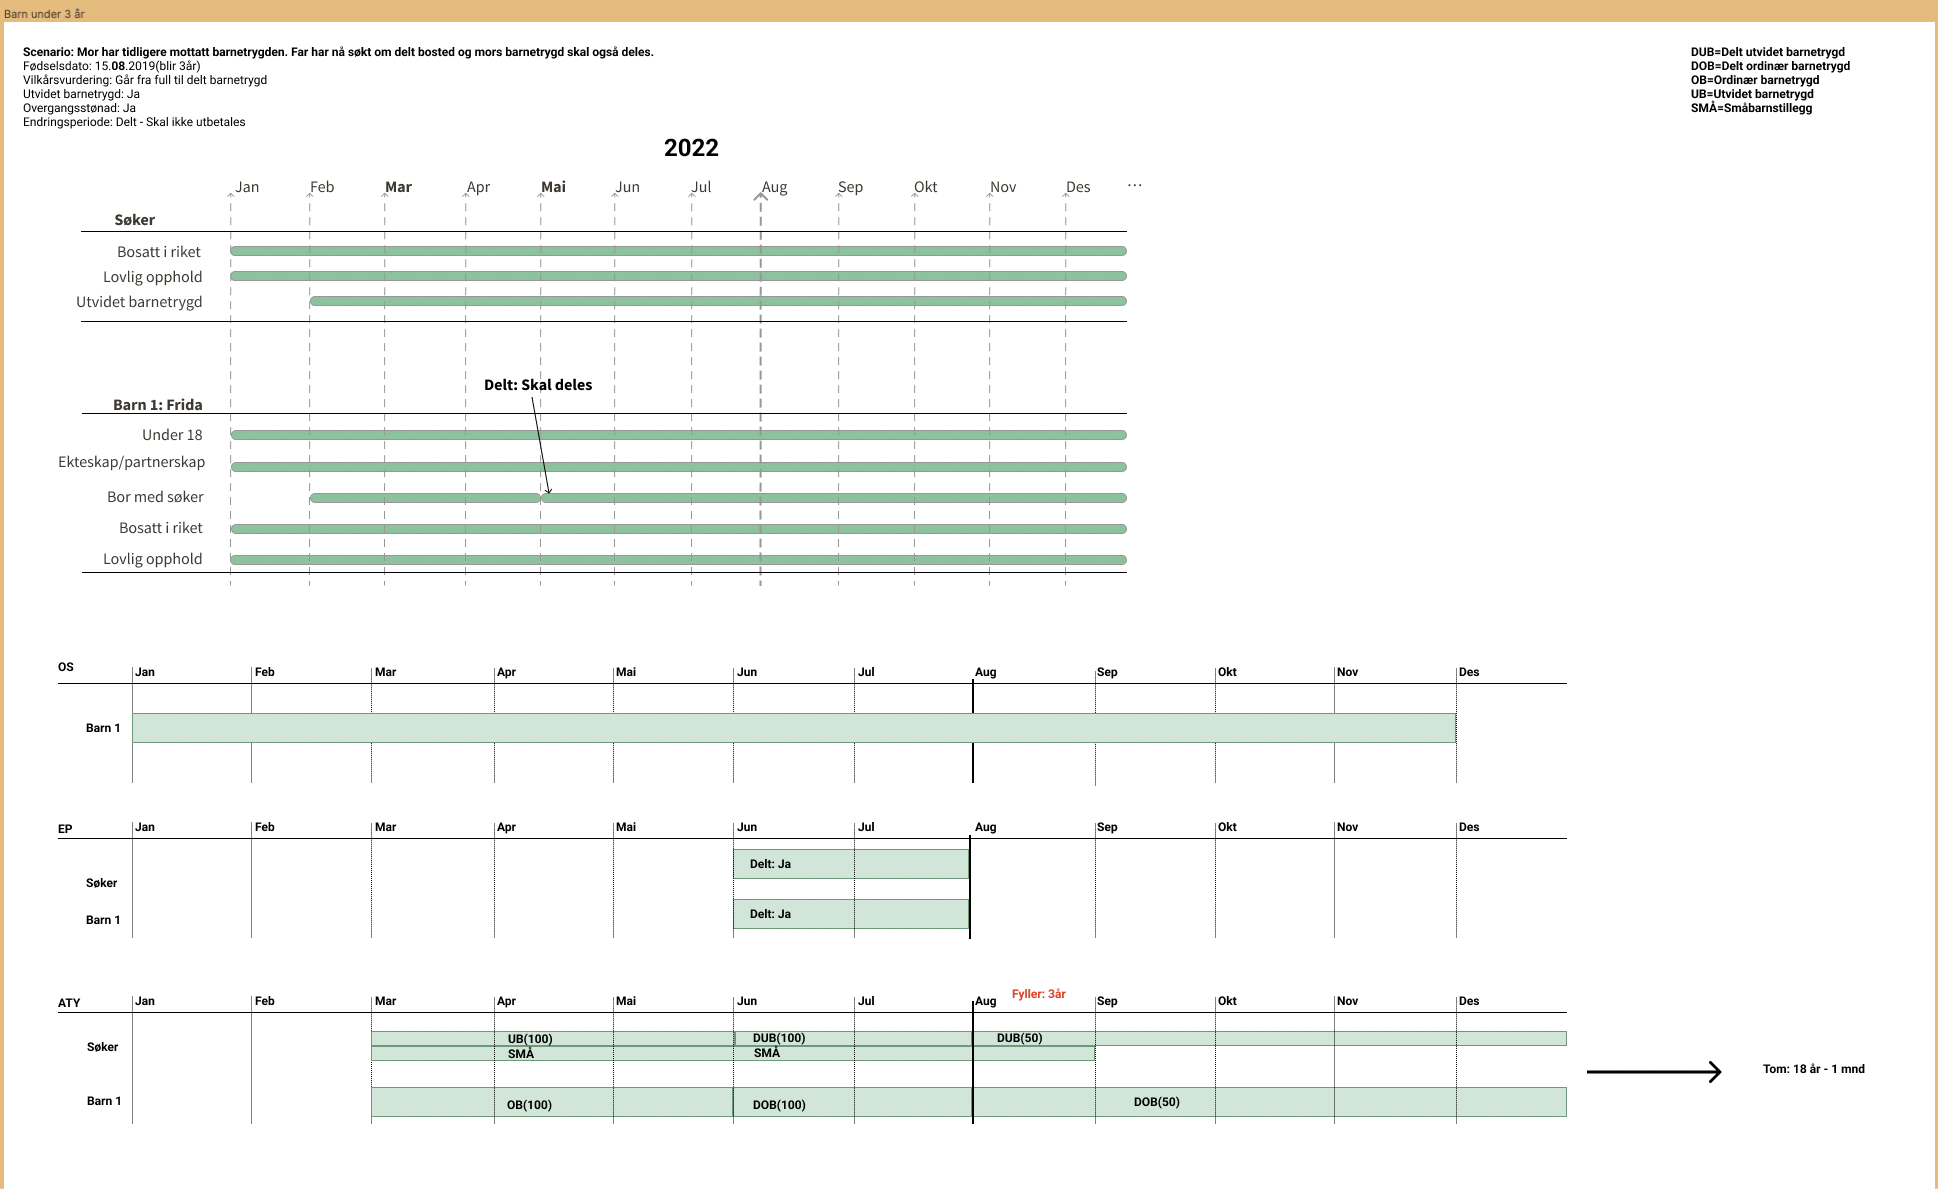 Barn under 3 år
Scenario: Mor har tidligere mottatt barnetrygden. Far har nå søkt om delt bosted og mors barnetrygd skal også deles.
Fødselsdato: 15.08.2019(blir 3år)
Vilkårsvurdering: Går fra full til delt barnetrygd
Utvidet barnetrygd: Ja
Overgangsstønad: Ja
Endringsperiode: Delt - Skal ikke utbetales
DUB=Delt utvidet barnetrygd
DOB=Delt ordinær barnetrygd
OB=Ordinær barnetrygd
UB=Utvidet barnetrygd
SMÅ=Småbarnstillegg
2022
Jan Feb Mar Apr Mai Jun Jul Aug Sep Okt Nov Des ...
Søker
Bosatt i riket
Lovlig opphold
Utvidet barnetrygd
Delt: Skal deles
Barn 1: Frida
Under 18
Ekteskap/partnerskap
Bor med søker
Bosatt i riket
Lovlig opphold
OS Jan Feb Mar Apr Mai Jun Jul Aug Sep Okt Nov Des
Barn 1
EP Jan Feb Mar Apr Mai Jun Jul Aug Sep Okt Nov Des
Delt: Ja
Søker
Delt: Ja
Barn 1
Fyller: 3år
ATY Jan Feb Mar Apr Mai Jun Jul Aug Sep Okt Nov Des
UB(100) DUB(100) DUB(50)
Søker
SMÅ SMÅ
Tom: 18 år - 1 mnd
Barn 1 OB(100) DOB(100) DOB(50)